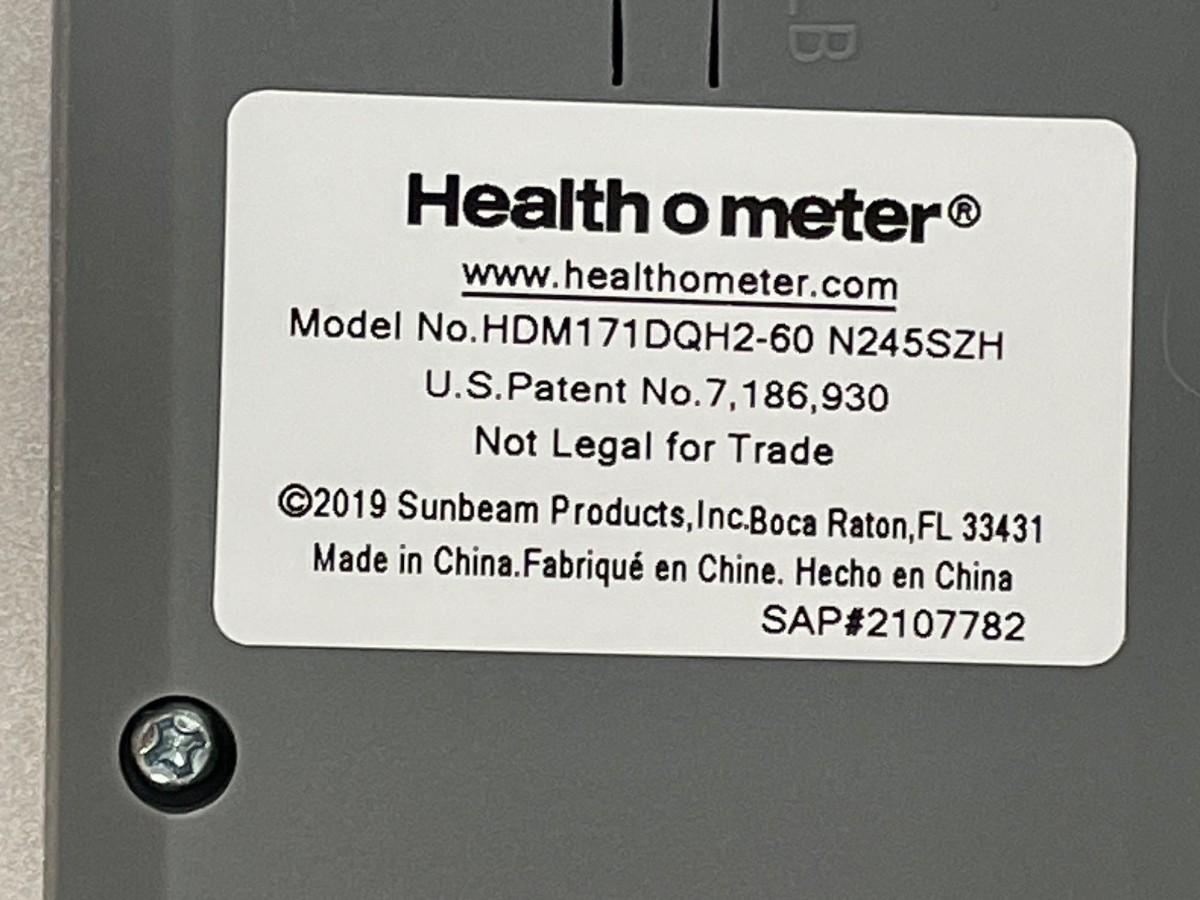 LB
Health o meter®
www.healthometer.com
Model No.HDM171DQH2-60 N245SZH
U.S.Patent No.7,186,930
Not Legal for Trade
©2019 Sunbeam Products,Inc.Boca Raton,FL 33431
Made in China.Fabriqué en Chine. Hecho en China
SAP#2107782